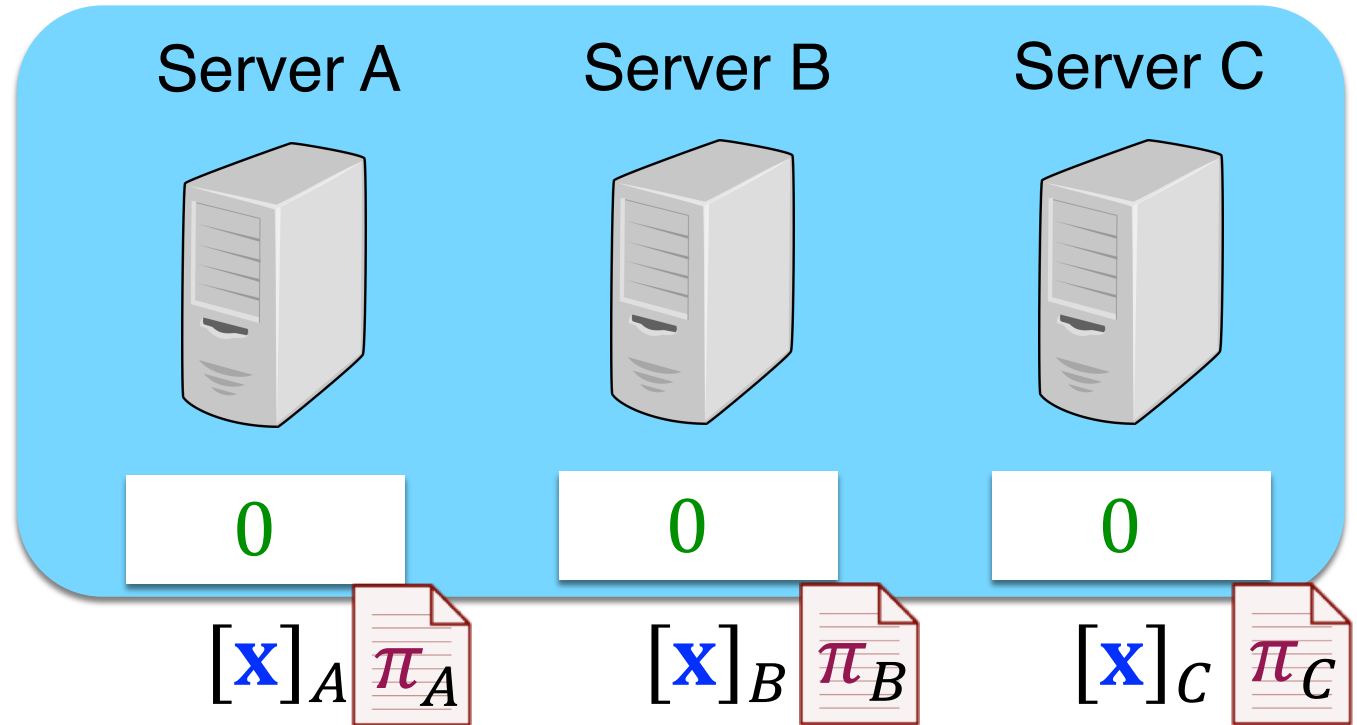 Server A Server B Server C
0 0 0
[x]A πA [x]B πB [x]C πC